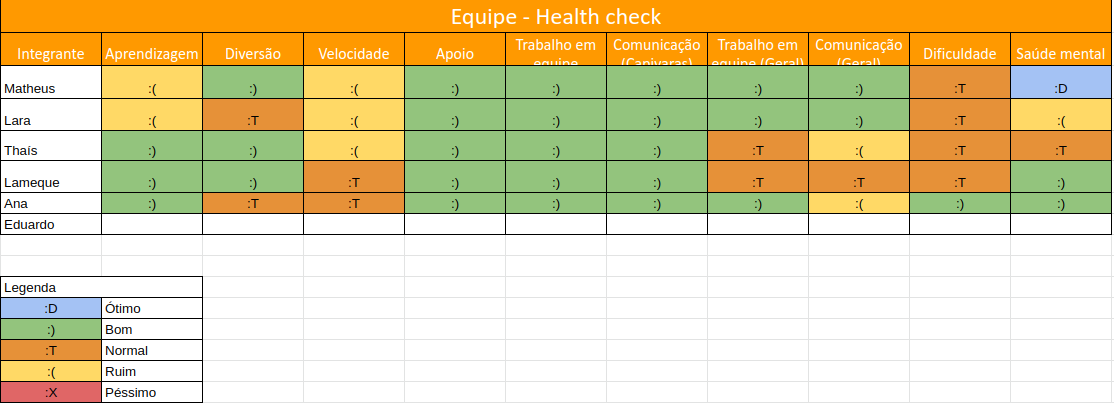 Equipe - Health check
Integrante Aprendizagem Diversão Velocidade Apoio Trabalho em equipe Comunicação (Capivaras) Trabalho em equipe (Geral) Comunicação (Geral) Dificuldade Saúde mental
Matheus :( :) :( :) :) :) :) :) :T :D
Lara :( :T :( :) :) :) :) :) :T :(
Thaís :) :) :( :) :) :) :T :( :T :T
Lameque :) :) :T :) :) :) :T :T :T :)
Ana :) :T :T :) :) :) :) :( :) :)
Eduardo
Legenda
:D Ótimo
:) Bom
:T Normal
:( Ruim
:X Péssimo